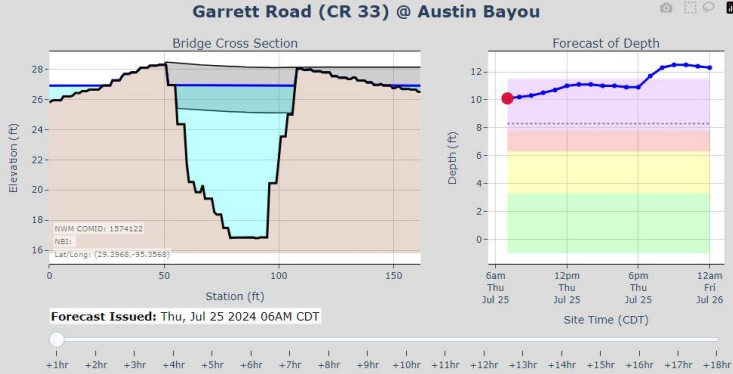 Garrett Road (CR 33) @ Austin Bayou
Bridge Cross Section
Elevation (ft)
28
26
24
22
20
18
16
NWM COMID: 1574122
NBI:
Lat/Long: (29.2968,-95.3568)
0
50
100
150
Station (ft)
Forecast of Depth
Depth (ft)
12
10
8
6
4
2
0
6am
Thu
Jul 25
12pm
Thu
Jul 25
6pm
Thu
Jul 25
12am
Fri
Jul 26
Site Time (CDT)
Forecast Issued: Thu, Jul 25 2024 06AM CDT
+1hr +2hr +3hr +4hr +5hr +6hr +7hr +8hr +9hr +10hr +11hr +12hr +13hr +14hr +15hr +16hr +17hr +18hr